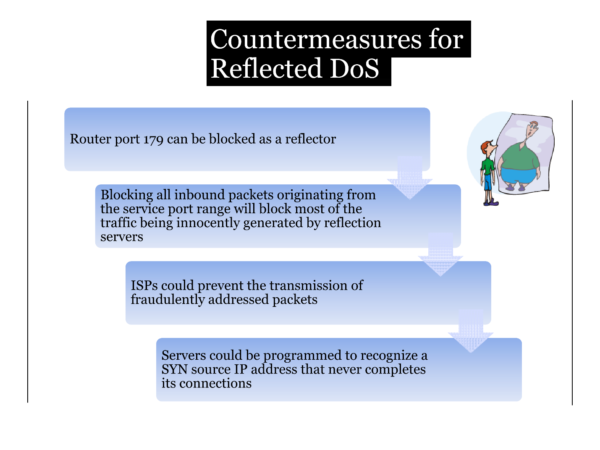 Countermeasures for
Reflected DoS
Router port 179 can be blocked as a reflector
Blocking all inbound packets originating from
the service port range will block most of the
traffic being innocently generated by reflection
servers
ISPs could prevent the transmission of
fraudulently addressed packets
Servers could be programmed to recognize a
SYN source IP address that never completes
its connections